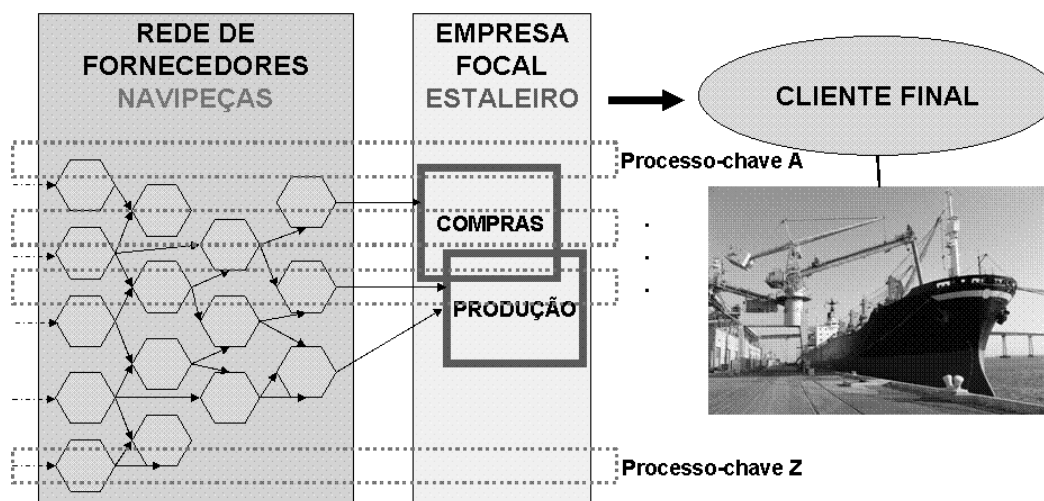 REDE DE
FORNECEDORES
NAVIPEÇAS
EMPRESA
FOCAL
ESTALEIRO
CLIENTE FINAL
Processo-chave A
COMPRAS
PRODUÇÃO
Processo-chave Z